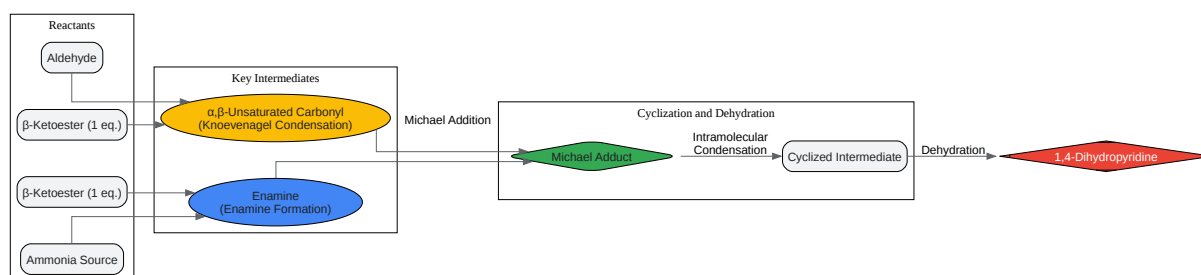 Reactants
Aldehyde
β-Ketoester (1 eq.)
β-Ketoester (1 eq.)
Ammonia Source
Key Intermediates
α,β-Unsaturated Carbonyl
(Knoevenagel Condensation)
Enamine
(Enamine Formation)
Michael Addition
Cyclization and Dehydration
Michael Adduct
Intramolecular
Condensation
Cyclized Intermediate
Dehydration
1,4-Dihydropyridine